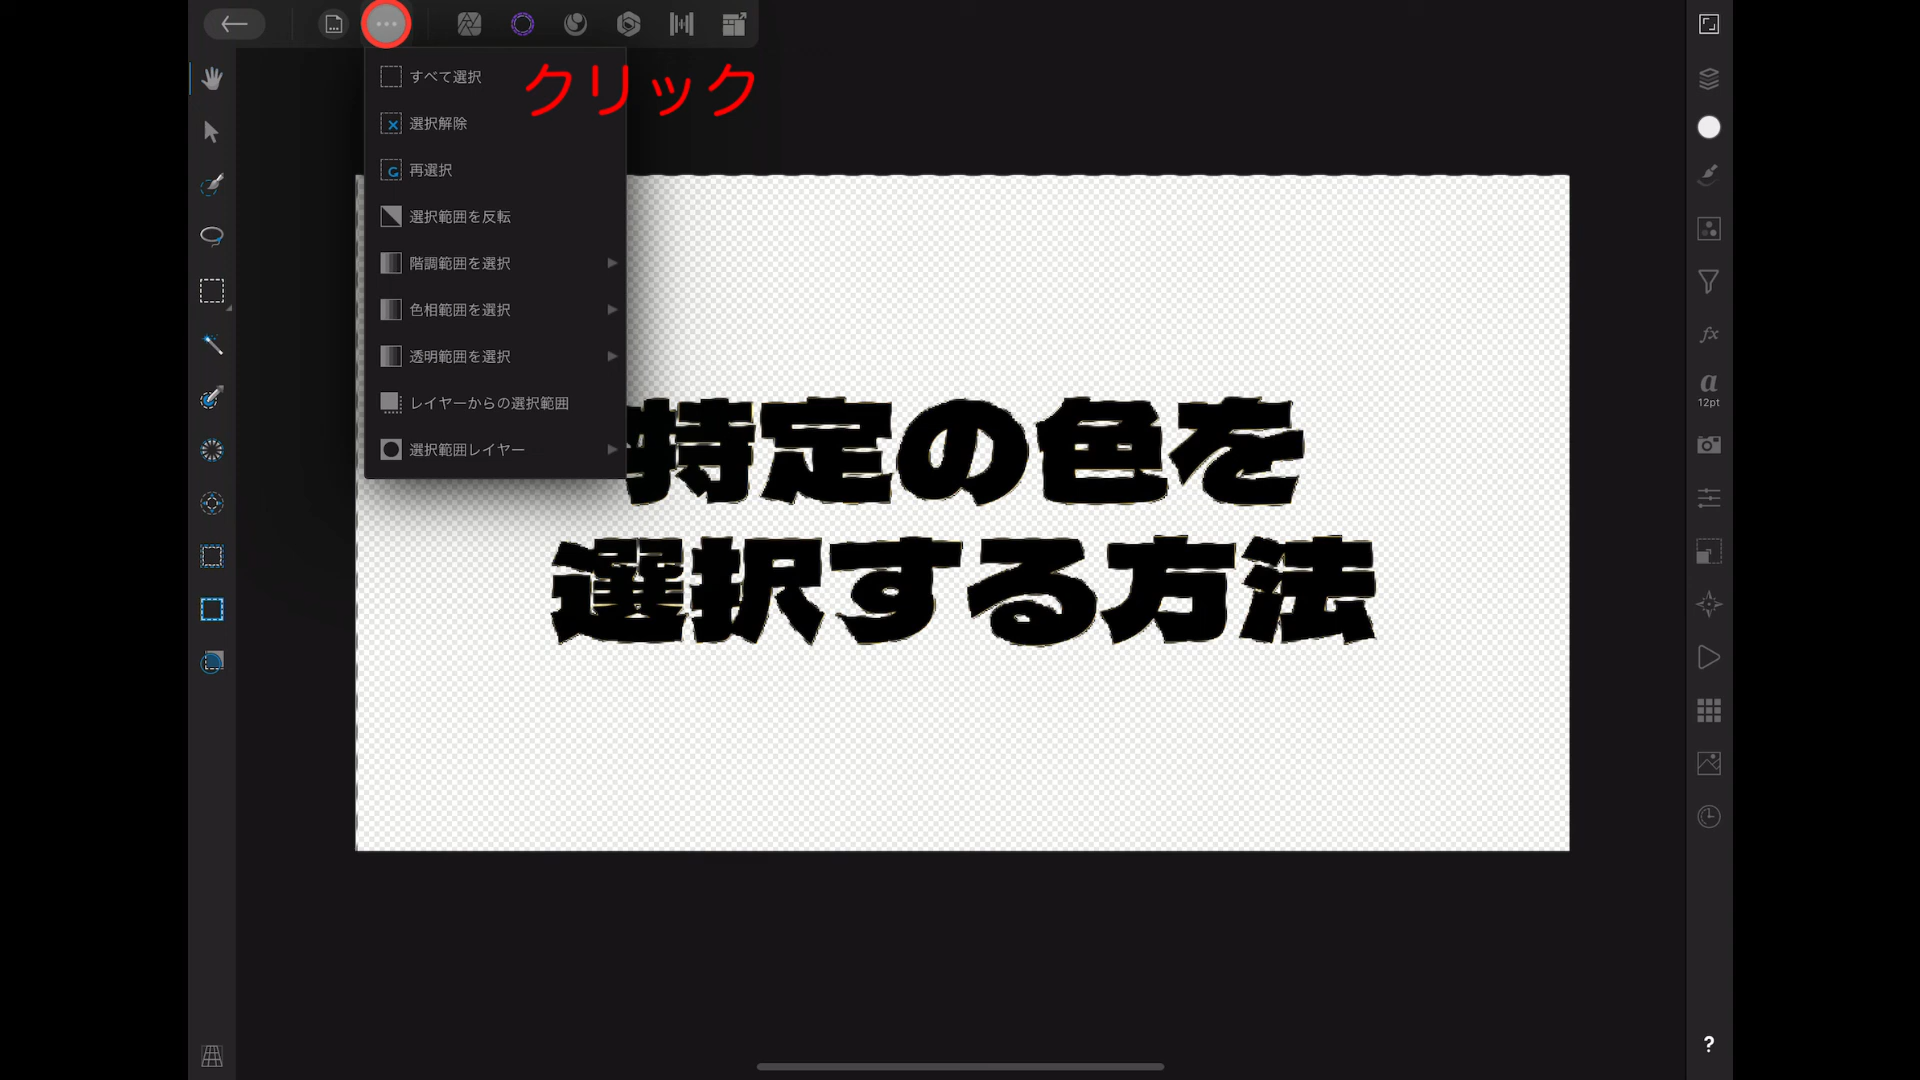 クリック
すべて選択
選択解除
再選択
選択範囲を反転
階調範囲を選択
色相範囲を選択
透明範囲を選択
レイヤーからの選択範囲
選択範囲レイヤー
特定の色を
選択する方法
fx
a
12pt
?